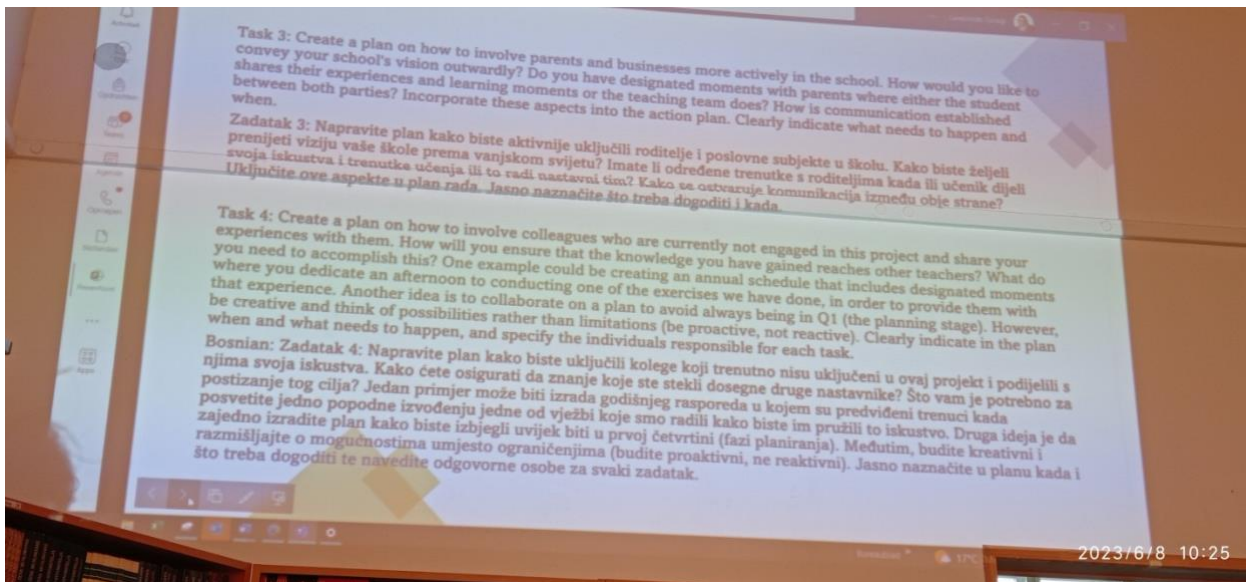 Task 3: Create a plan on how to involve parents and businesses more actively in the school. How would you like to
convey your school's vision outwardly? Do you have designated moments with parents where either the student
shares their experiences and learning moments or the teaching team does? How is communication established
between both parties? Incorporate these aspects into the action plan. Clearly indicate what needs to happen and
when.
Zadatak 3: Napravite plan kako biste aktivnije uključili roditelje i poslovne subjekte u školu. Kako biste željeli
prenijeti viziju vaše škole prema vanjskom svijetu? Imate li određene trenutke s roditeljima kada ili učenik dijeli
svoja iskustva i trenutke učenja ili to radi nastavni tim? Kako se ostvaruje komunikacija između obje strane?
Uključite ove aspekte u plan rada. Jasno naznačite što treba dogoditi i kada.
Task 4: Create a plan on how to involve colleagues who are currently not engaged in this project and share your
experiences with them. How will you ensure that the knowledge you have gained reaches other teachers? What do
you need to accomplish this? One example could be creating an annual schedule that includes designated moments
where you dedicate an afternoon to conducting one of the exercises we have done, in order to provide them with
that experience. Another idea is to collaborate on a plan to avoid always being in Q1 (the planning stage). However,
be creative and think of possibilities rather than limitations (be proactive, not reactive). Clearly indicate in the plan
when and what needs to happen, and specify the individuals responsible for each task.
Bosnian: Zadatak 4: Napravite plan kako biste uključili kolege koji trenutno nisu uključeni u ovaj projekt i podijelili s
njima svoja iskustva. Kako ćete osigurati da znanje koje ste stekli dosegne druge nastavnike? Što vam je potrebno za
postizanje tog cilja? Jedan primjer može biti izrada godišnjeg rasporeda u kojem su predviđeni trenuci kada
posvetite jedno popodne izvođenju jedne od vježbi koje smo radili kako biste im pružili to iskustvo. Druga ideja je da
zajedno izradite plan kako biste izbjegli uvijek biti u prvoj četvrtini (fazi planiranja). Međutim, budite kreativni i
razmišljajte o mogućnostima umjesto ograničenjima (budite proaktivni, ne reaktivni). Jasno naznačite u planu kada i
što treba dogoditi te navedite odgovorne osobe za svaki zadatak.
17°C
2023/6/8 10:25